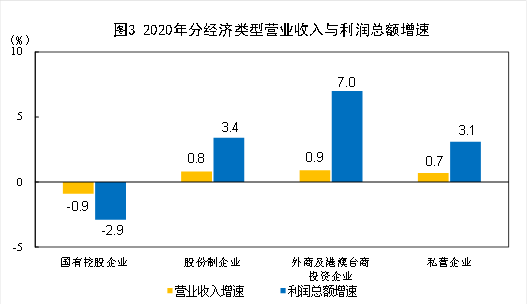 图3 2020年分经济类型营业收入与利润总额增速
(%)
10
5
0
-5
-0.9
-2.9
0.8
3.4
0.9
7.0
0.7
3.1
国有控股企业
股份制企业
外商及港澳台商
投资企业
私营企业
营业收入增速
利润总额增速